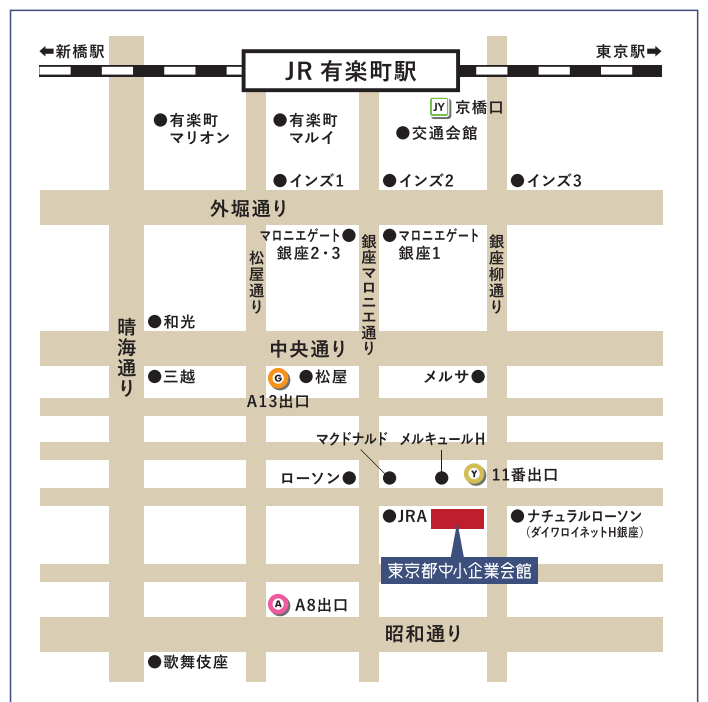 新橋駅
JR 有楽町駅
東京駅
JY 京橋口
有楽町
マリオン
有楽町
マルイ
交通会館
インズ1
インズ2
インズ3
外堀通り
マロニエゲート
銀座2・3
マロニエゲート
銀座1
松屋通り
銀座マロニエ通り
銀座柳通り
晴海通り
和光
中央通り
三越
G
松屋
メルサ
A13出口
マクドナルド
メルキュールH
ローソン
Y
11番出口
JRA
ナチュラルローソン
(ダイワロイネットH銀座)
東京都中小企業会館
A
A8出口
昭和通り
歌舞伎座